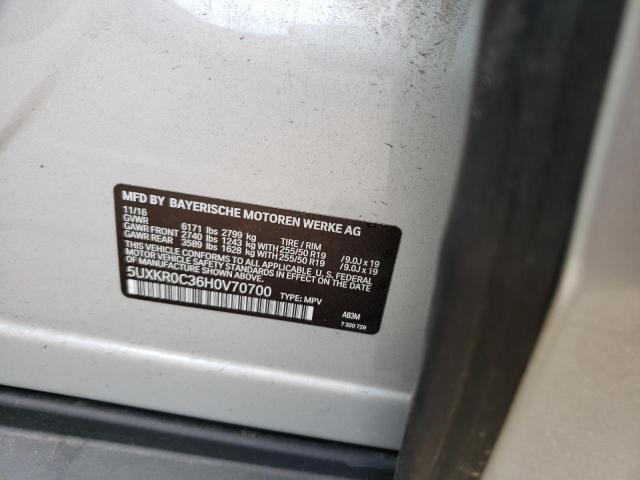 MFD BY BAYERISCHE MOTOREN WERKE AG
11/16
GVWR 6171 lbs 2799 kg TIRE / RIM
GAWR FRONT 2740 lbs 1243 kg WITH 255/50 R19 /9.0J x 19
GAWR REAR 3589 lbs 1628 kg WITH 255/50 R19 /9.0J x 19
THIS VEHICLE CONFORMS TO ALL APPLICABLE FEDERAL
MOTOR VEHICLE SAFETY STANDARDS IN EFFECT ON THE DATE OF
MANUFACTURE SHOWN ABOVE.
5UXKR0C36H0V70700 TYPE: MPV
A83M
7 320 729